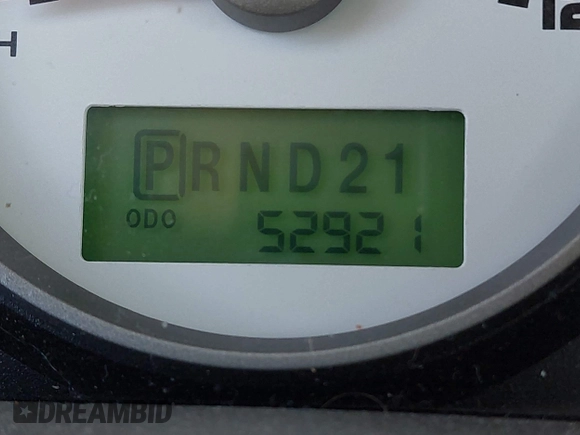 H
PRND21
ODO 52921
DREAMBID